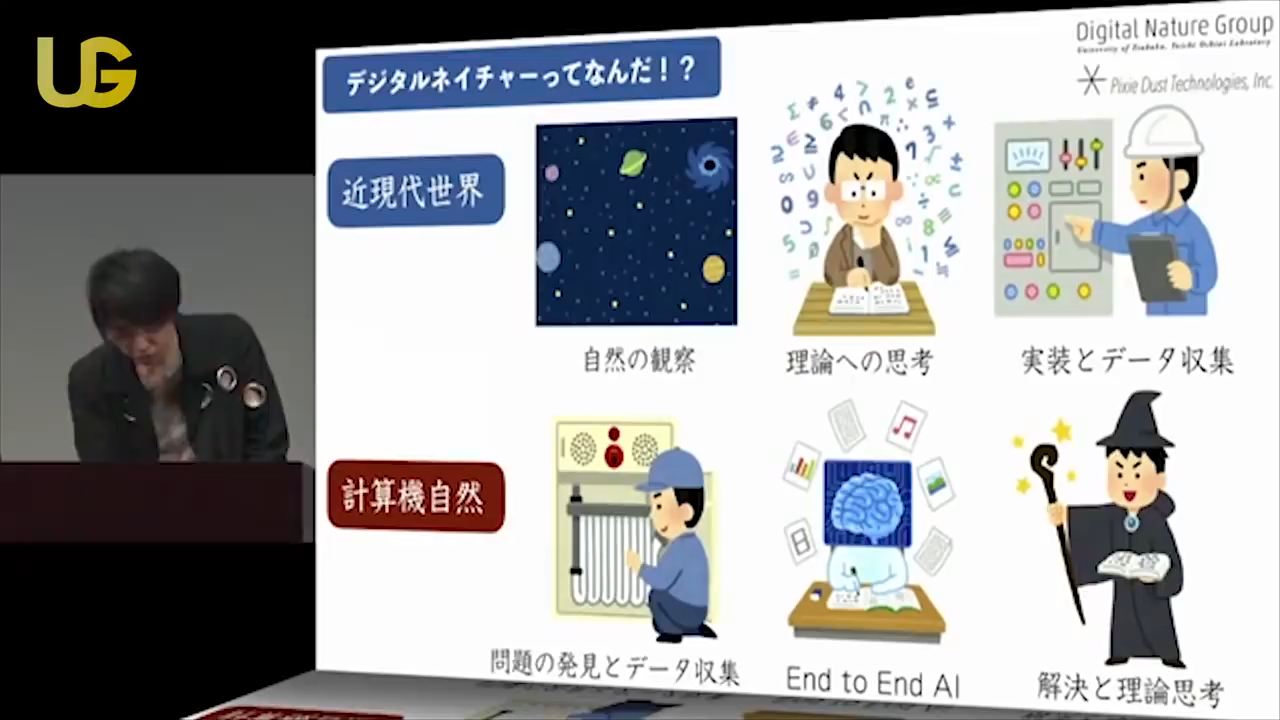 UG
Digital Nature Group
University of Tsukuba, Yoichi Ochiai Laboratory
Pixie Dust Technologies, Inc.
デジタルネイチャーってなんだ！？
近現代世界
自然の観察
理論への思考
実装とデータ収集
計算機自然
問題の発見とデータ収集
End to End AI
解決と理論思考